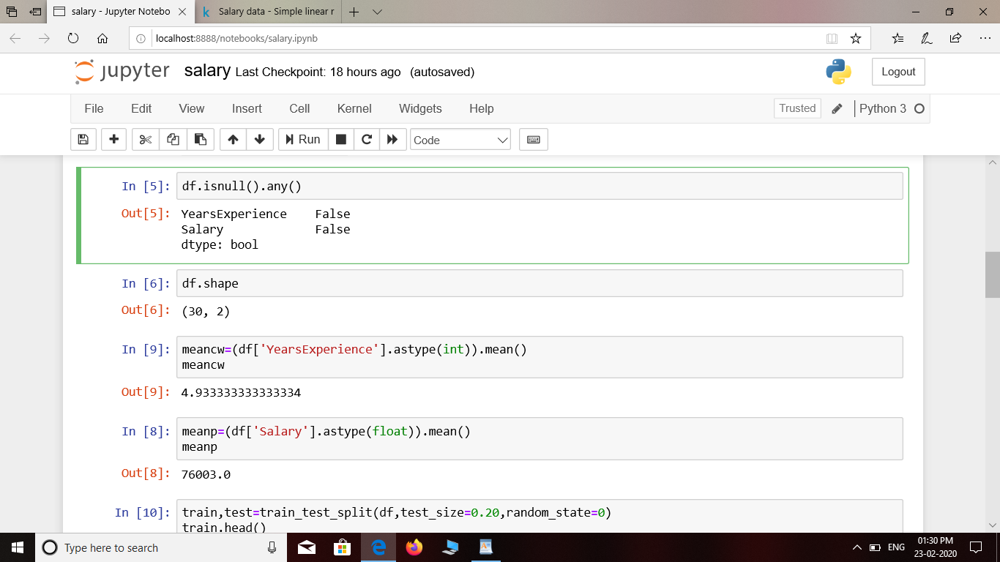 salary - Jupyter Notebo
Salary data - Simple linear r
localhost:8888/notebooks/salary.ipynb
jupyter salary Last Checkpoint: 18 hours ago (autosaved)
Logout
File Edit View Insert Cell Kernel Widgets Help
Trusted Python 3
Run Code
In [5]: df.isnull().any()
Out[5]: YearsExperience    False
Salary             False
dtype: bool
In [6]: df.shape
Out[6]: (30, 2)
In [9]: meancw=(df['YearsExperience'].astype(int)).mean()
meancw
Out[9]: 4.933333333333334
In [8]: meanp=(df['Salary'].astype(float)).mean()
meanp
Out[8]: 76003.0
In [10]: train,test=train_test_split(df,test_size=0.20,random_state=0)
train.head()
Type here to search
ENG
01:30 PM
23-02-2020